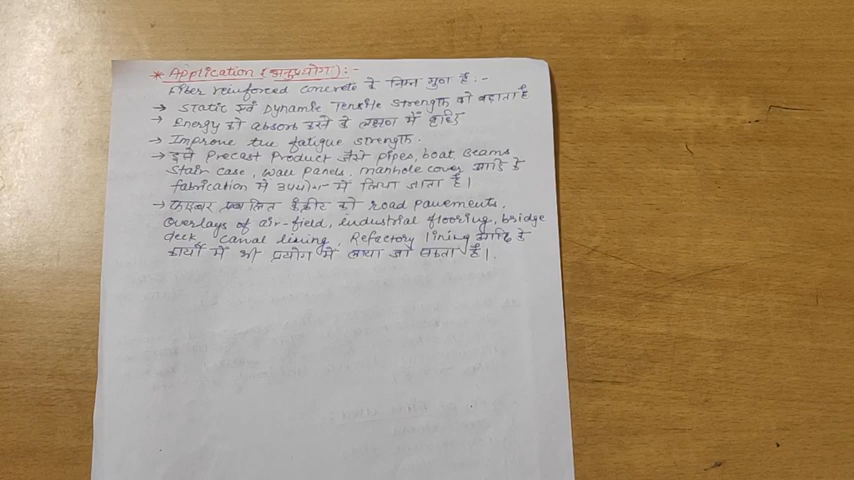 * Application (अनुप्रयोग) :-
Fiber reinforced concrete के निम्न गुण हैं :-
→ Static एवं Dynamic Tensile Strength को बढ़ाता है
→ Energy को absorb करने के लक्षण में वृद्धि
→ Improve the fatigue strength.
→ इसे Precast Product जैसे pipes, boat, Beams
Stair case, wall panels, manhole cover आदि के
fabrication में उपयोग में लिया जाता है।
→ फाइबर प्रबलित कंक्रीट को road pavements,
Overlays of air-field, industrial flooring, bridge
deck, canal lining, Refactory lining आदि के
कार्यों में भी प्रयोग में लाया जा सकता है।